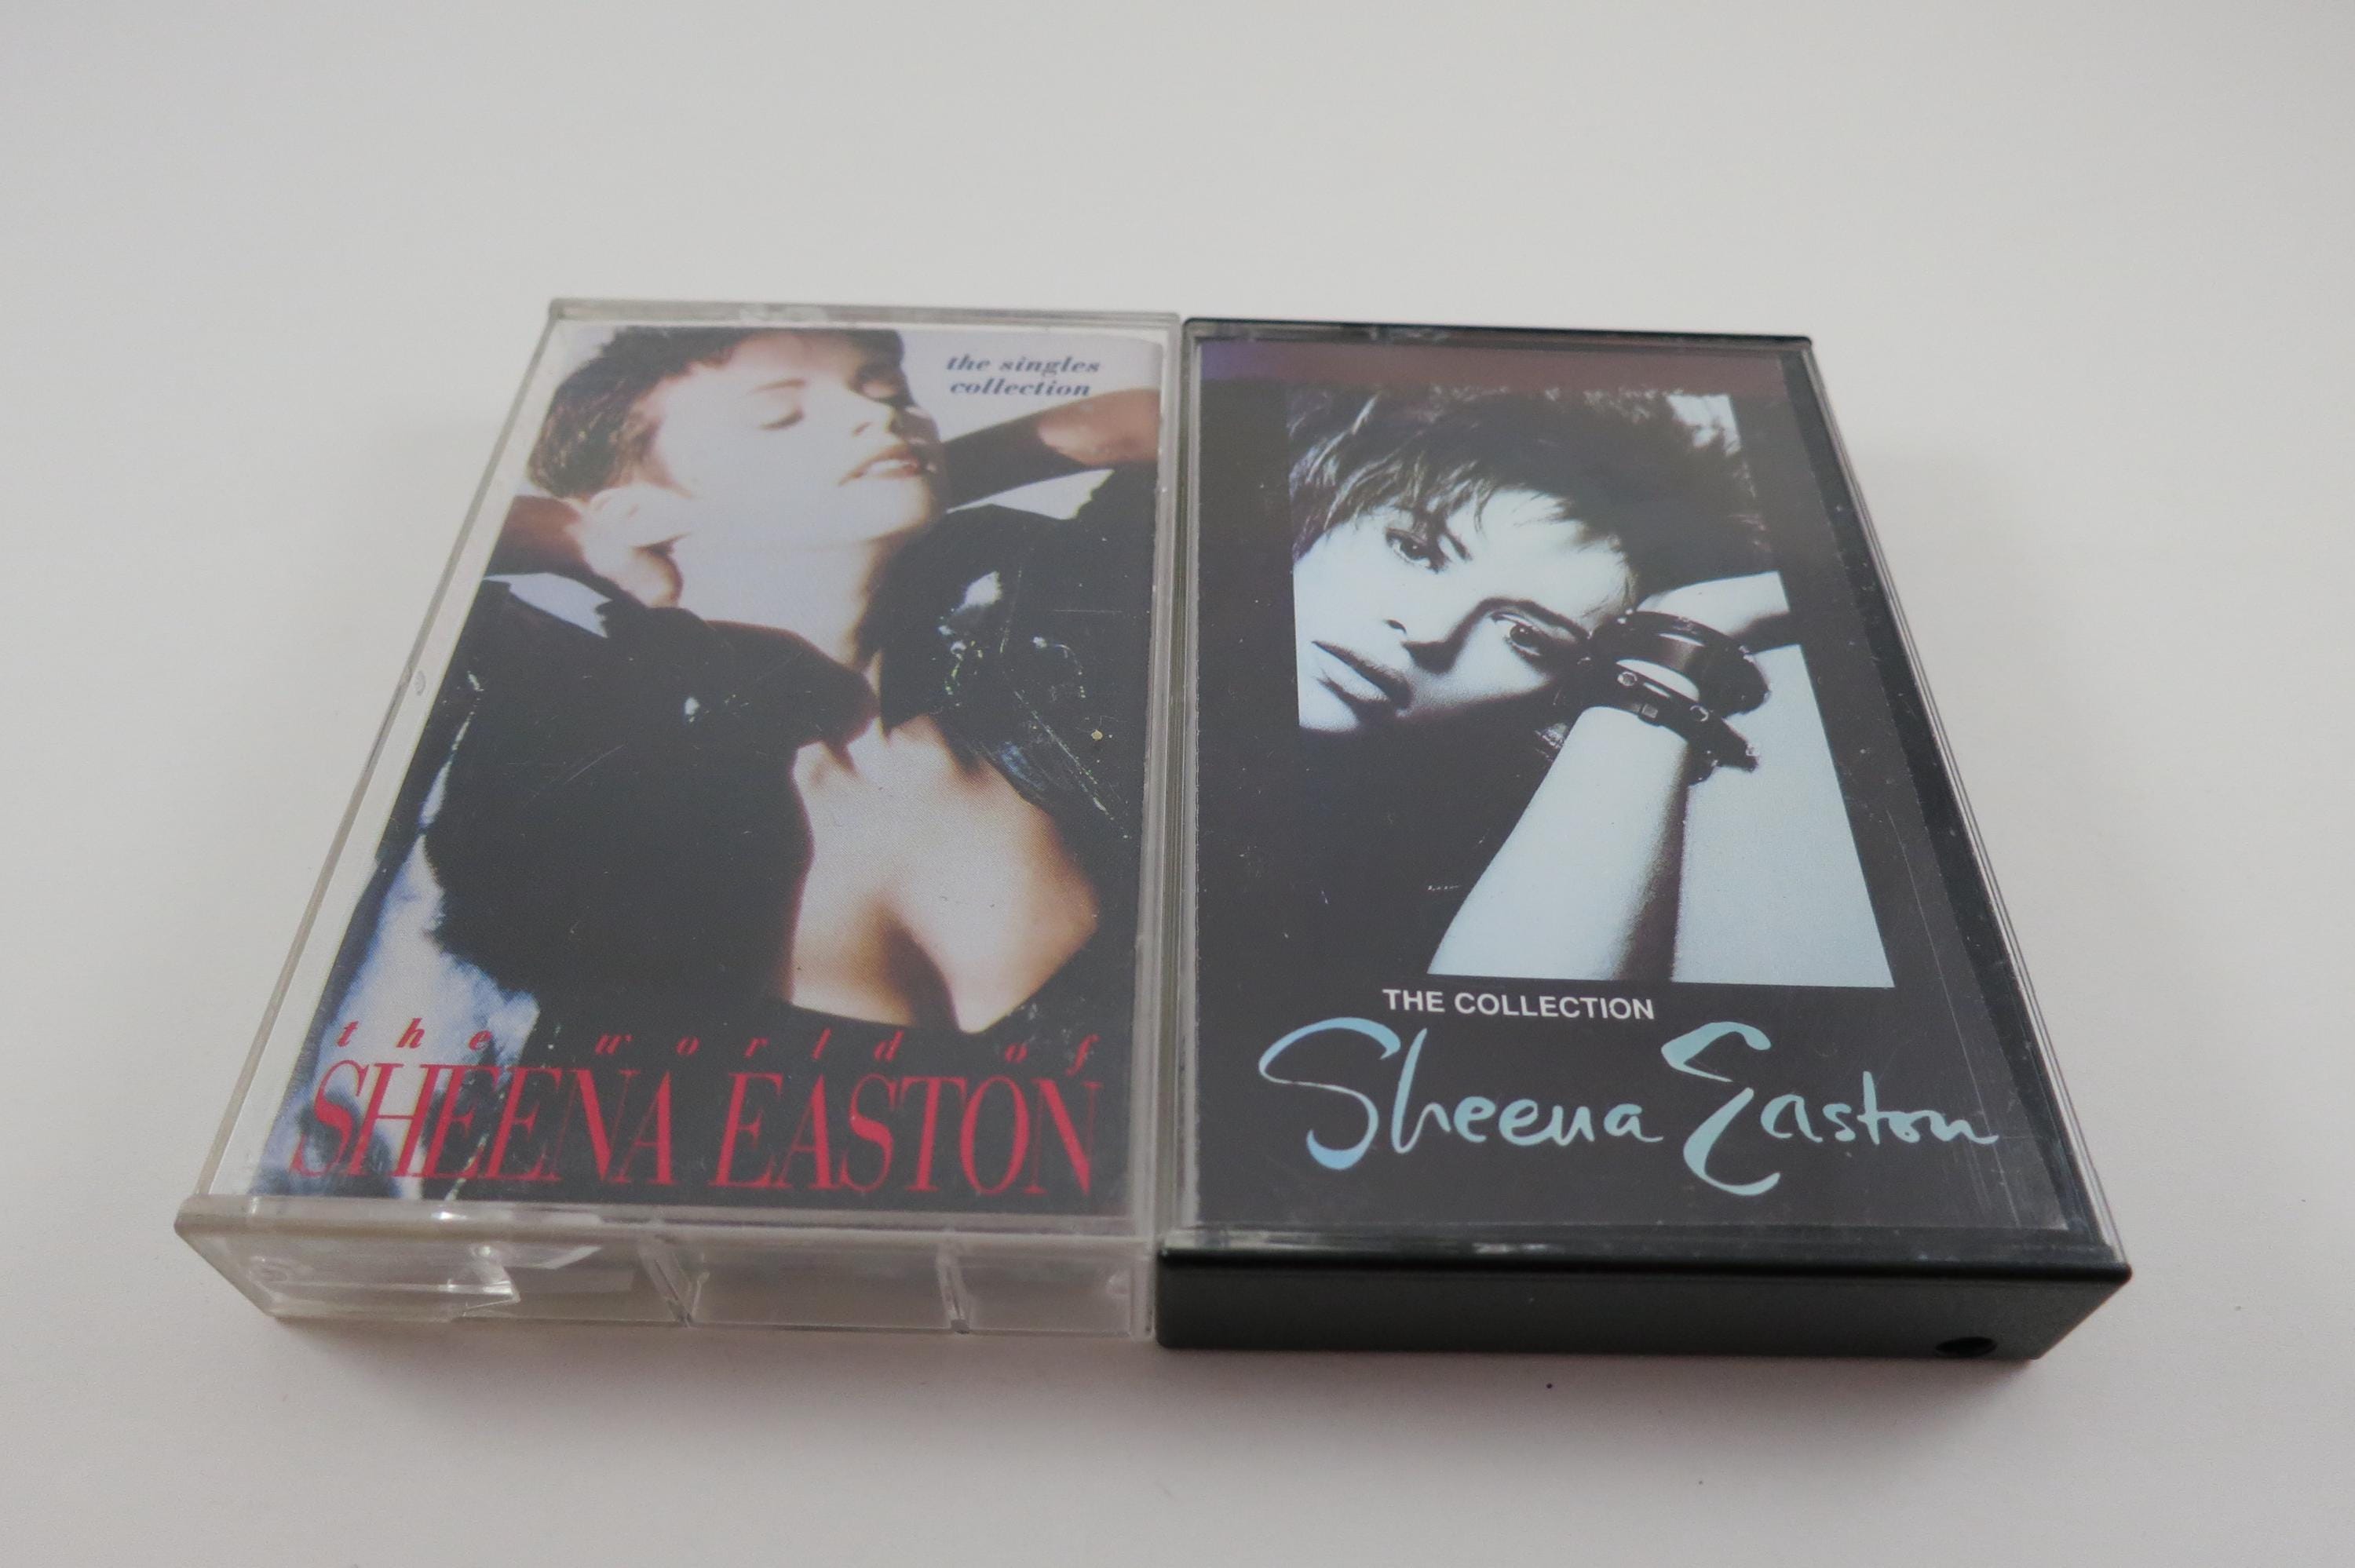 the singles
collection
the world of
SHEENA EASTON
THE COLLECTION
Sheena Easton